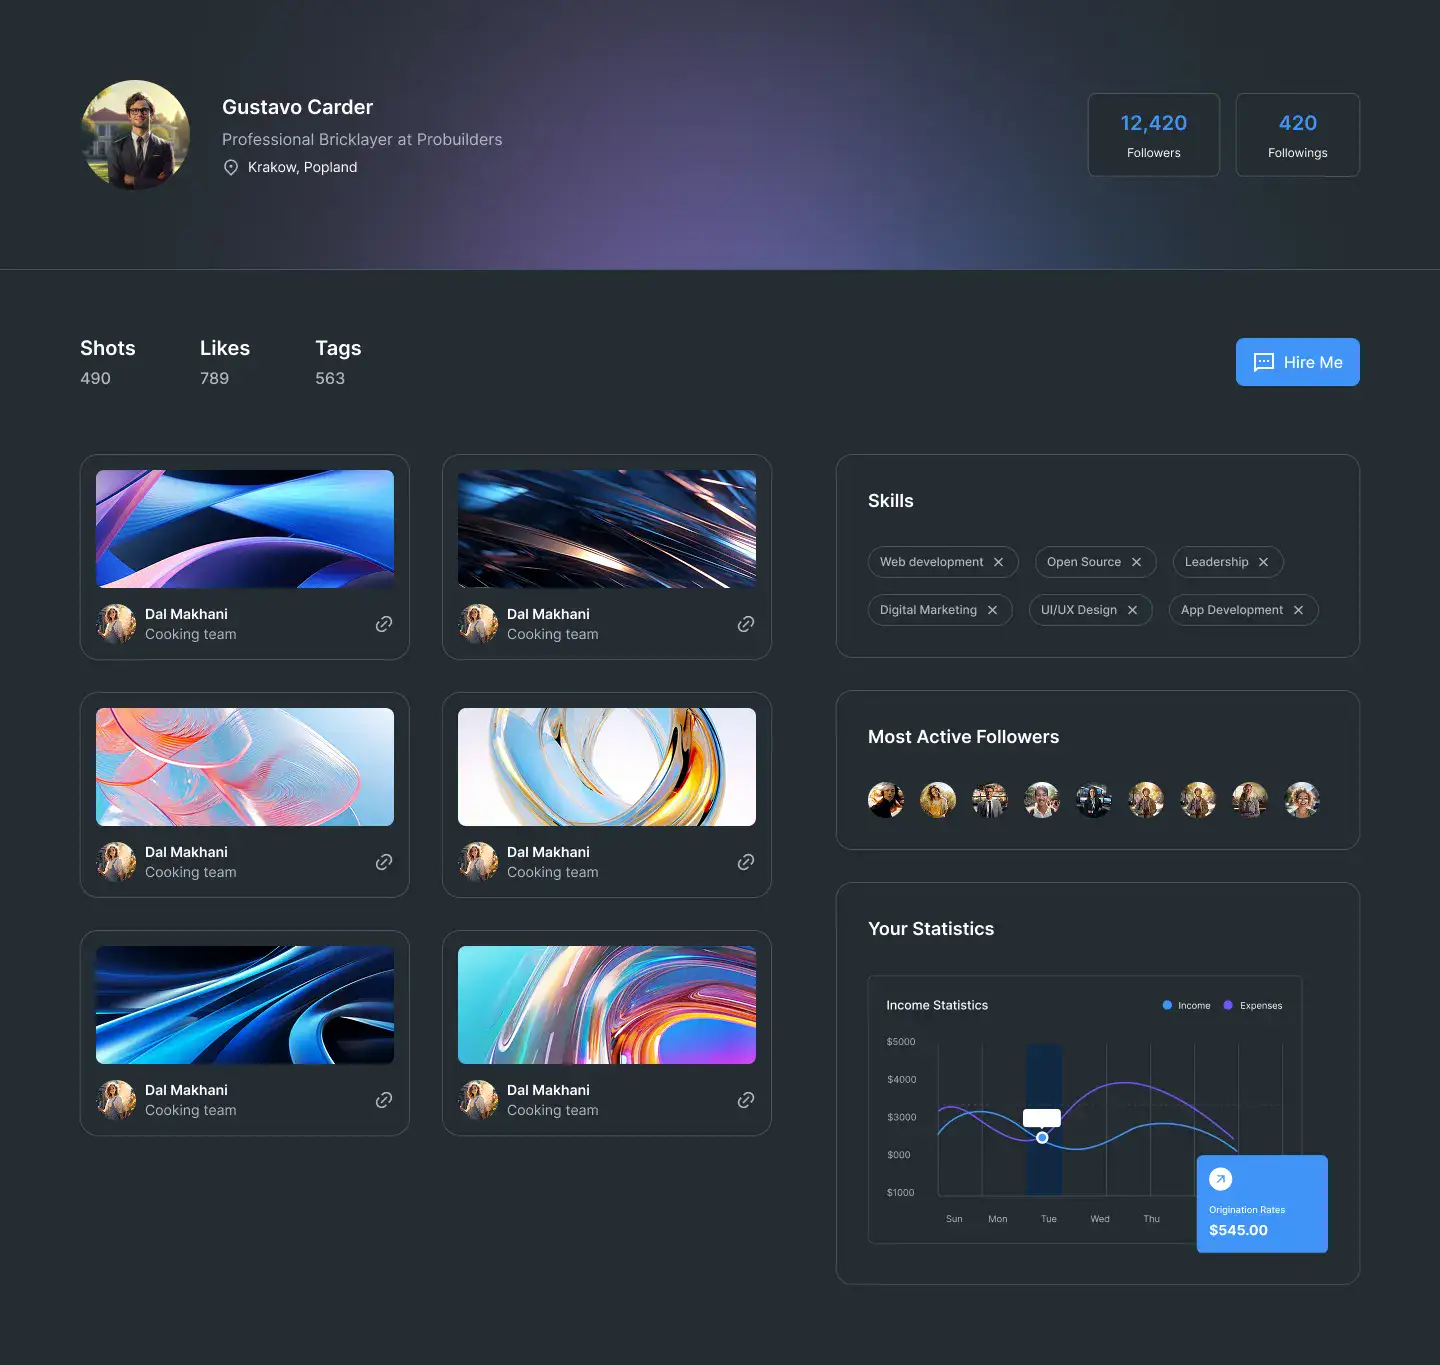 Gustavo Carder
Professional Bricklayer at Probuilders
Krakow, Popland
12,420
Followers
420
Followings
Shots
490
Likes
789
Tags
563
Hire Me
Dal Makhani
Cooking team
Dal Makhani
Cooking team
Dal Makhani
Cooking team
Dal Makhani
Cooking team
Dal Makhani
Cooking team
Dal Makhani
Cooking team
Skills
Web development
Open Source
Leadership
Digital Marketing
UI/UX Design
App Development
Most Active Followers
Your Statistics
Income Statistics
Income
Expenses
$5000
$4000
$3000
$000
$1000
Sun
Mon
Tue
Wed
Thu
Origination Rates
$545.00